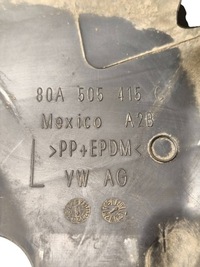 80A 505 415
Mexico A2B
>PP+EPDM<
L VW AG